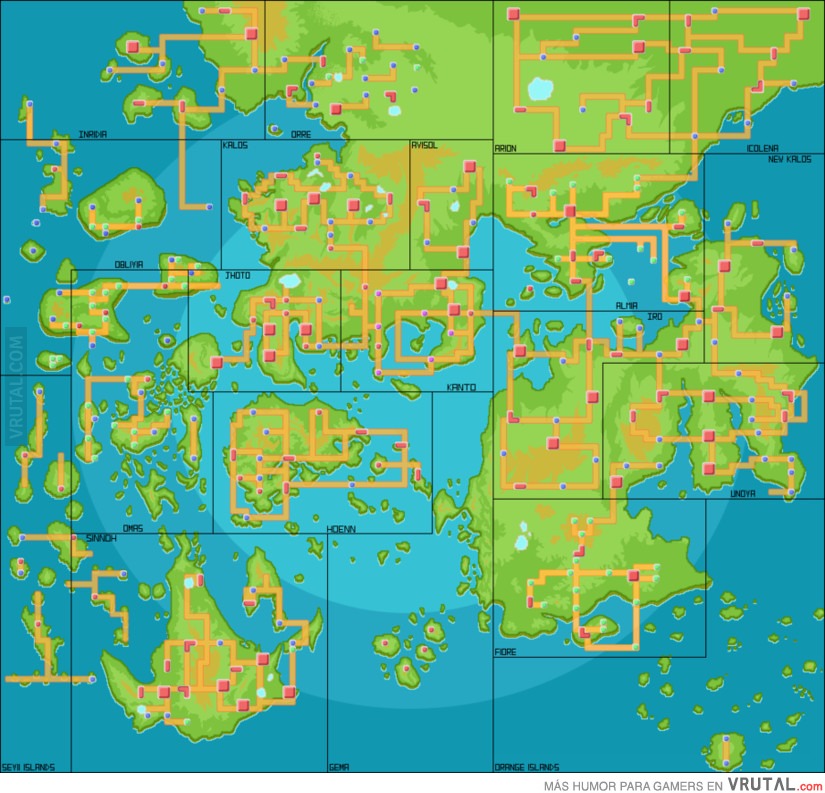 INRIXA
ORRE
ARION
ICOLENA
NEW KALOS
KALOS
AVISOL
OBLIVIA
JHOTO
ALMIA
IRO
KANTO
VRUTAL.COM
OMAS
HOENN
UNOVA
SINNOH
FIORE
SEVII ISLANDS
GEMA
ORANGE ISLANDS
MÁS HUMOR PARA GAMERS EN VRUTAL.com